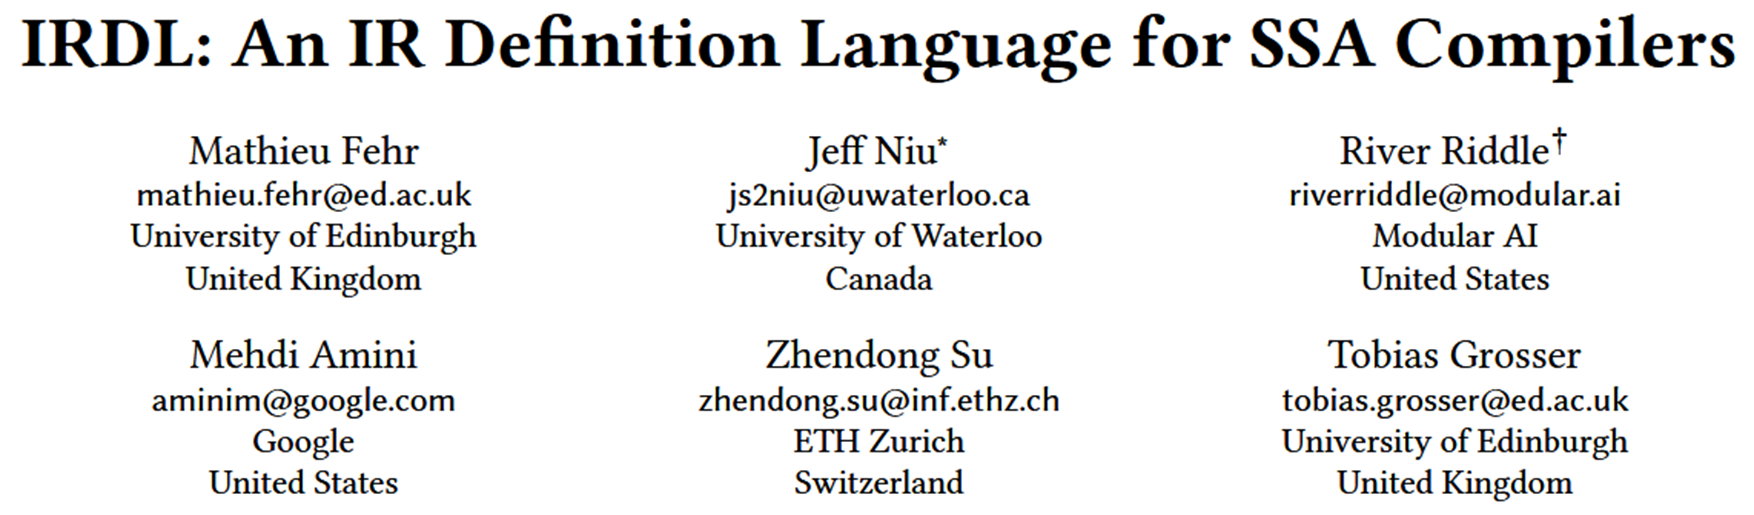 IRDL: An IR Definition Language for SSA Compilers
Mathieu Fehr
mathieu.fehr@ed.ac.uk
University of Edinburgh
United Kingdom
Jeff Niu*
js2niu@uwaterloo.ca
University of Waterloo
Canada
River Riddle†
riverriddle@modular.ai
Modular AI
United States
Mehdi Amini
aminim@google.com
Google
United States
Zhendong Su
zhendong.su@inf.ethz.ch
ETH Zurich
Switzerland
Tobias Grosser
tobias.grosser@ed.ac.uk
University of Edinburgh
United Kingdom